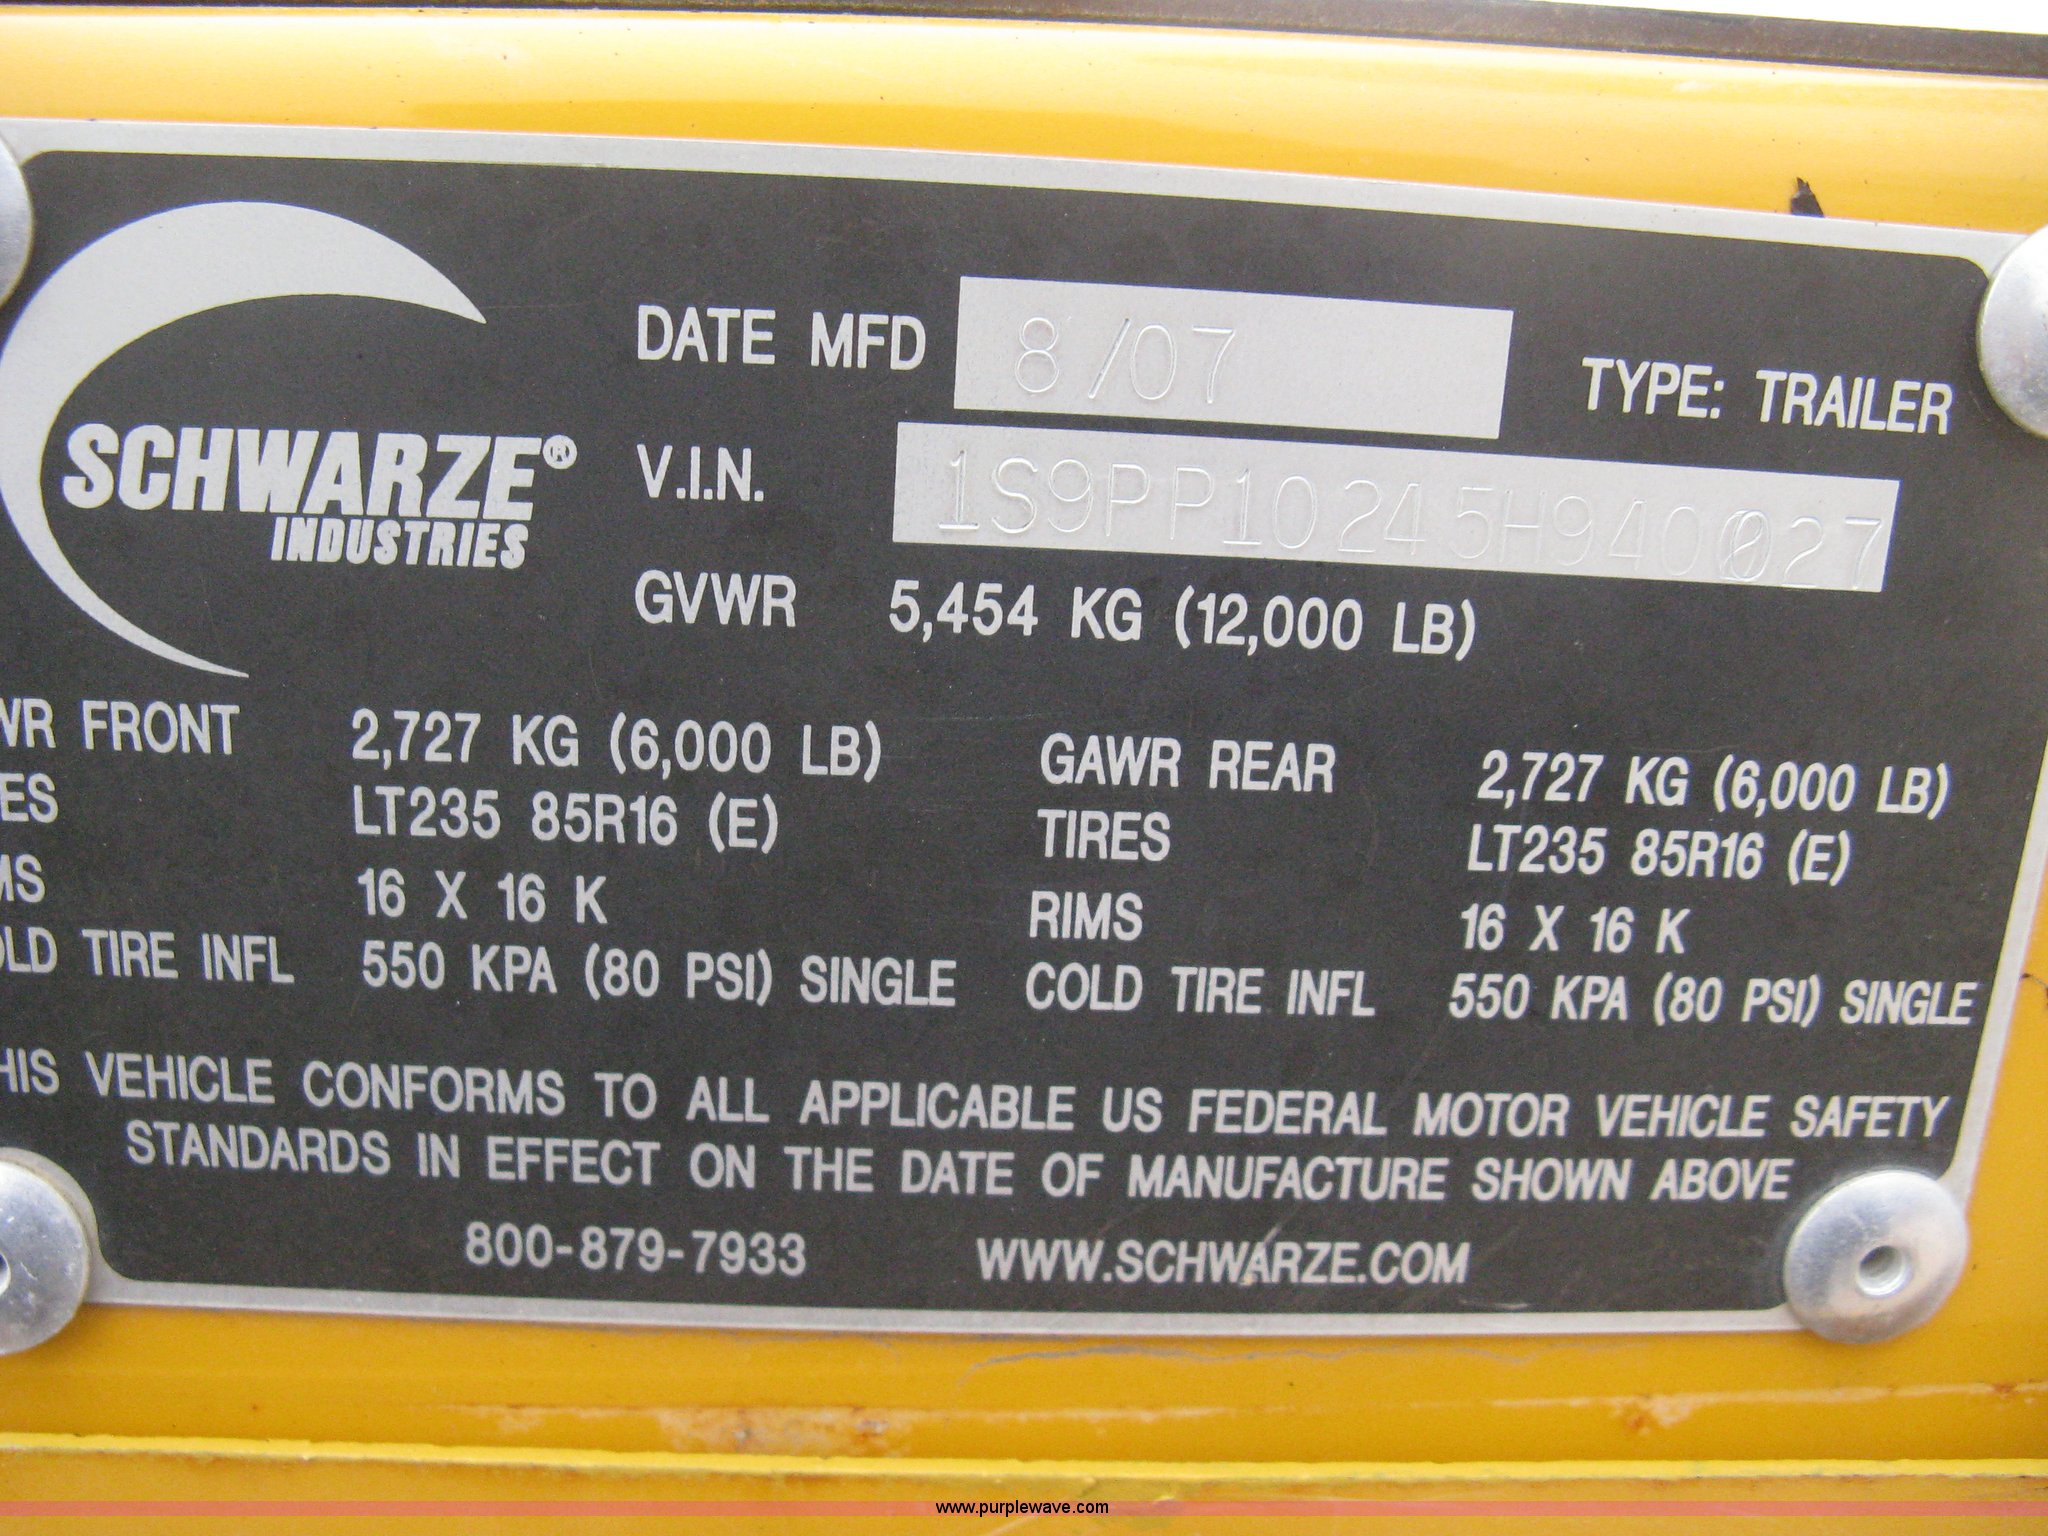 DATE MFD 8/07 TYPE: TRAILER
SCHWARZE®
INDUSTRIES
V.I.N. 1S9PP10245H940027
GVWR 5,454 KG (12,000 LB)
WR FRONT 2,727 KG (6,000 LB) GAWR REAR 2,727 KG (6,000 LB)
ES LT235 85R16 (E) TIRES LT235 85R16 (E)
MS 16 X 16 K RIMS 16 X 16 K
OLD TIRE INFL 550 KPA (80 PSI) SINGLE COLD TIRE INFL 550 KPA (80 PSI) SINGLE
HIS VEHICLE CONFORMS TO ALL APPLICABLE US FEDERAL MOTOR VEHICLE SAFETY
STANDARDS IN EFFECT ON THE DATE OF MANUFACTURE SHOWN ABOVE
800-879-7933 WWW.SCHWARZE.COM
www.purplewave.com